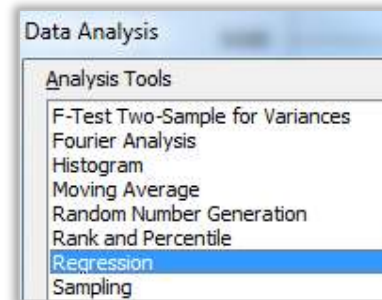 Data Analysis
Analysis Tools
F-Test Two-Sample for Variances
Fourier Analysis
Histogram
Moving Average
Random Number Generation
Rank and Percentile
Regression
Sampling